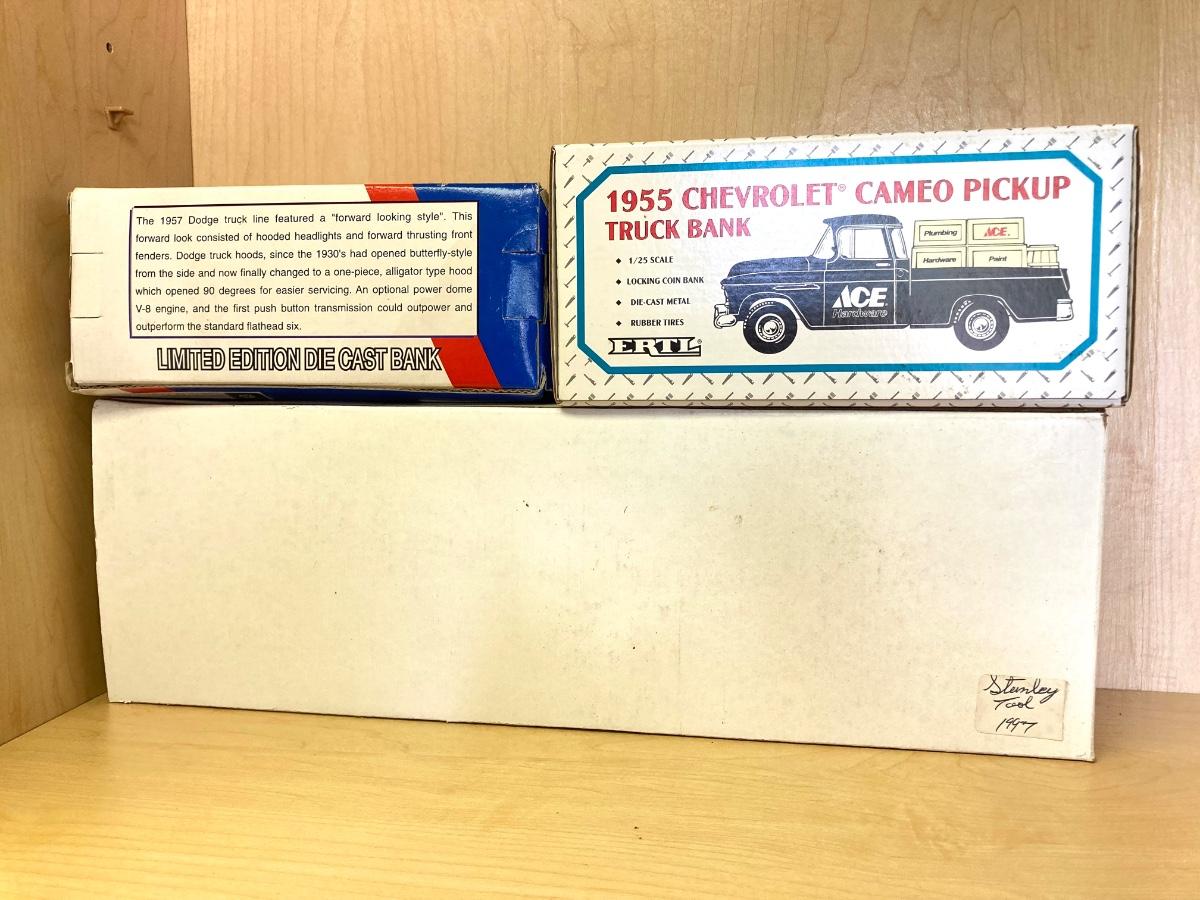 The 1957 Dodge truck line featured a "forward looking style". This
forward look consisted of hooded headlights and forward thrusting front
fenders. Dodge truck hoods, since the 1930's had opened butterfly-style
from the side and now finally changed to a one-piece, alligator type hood
which opened 90 degrees for easier servicing. An optional power dome
V-8 engine, and the first push button transmission could outpower and
outperform the standard flathead six.
LIMITED EDITION DIE CAST BANK
1955 CHEVROLET® CAMEO PICKUP
TRUCK BANK
♦ 1/25 SCALE
♦ LOCKING COIN BANK
♦ DIE-CAST METAL
♦ RUBBER TIRES
ERTL®
Plumbing
ACE.
Hardware
Paint
ACE
Hardware
Stanley
Tool
1997